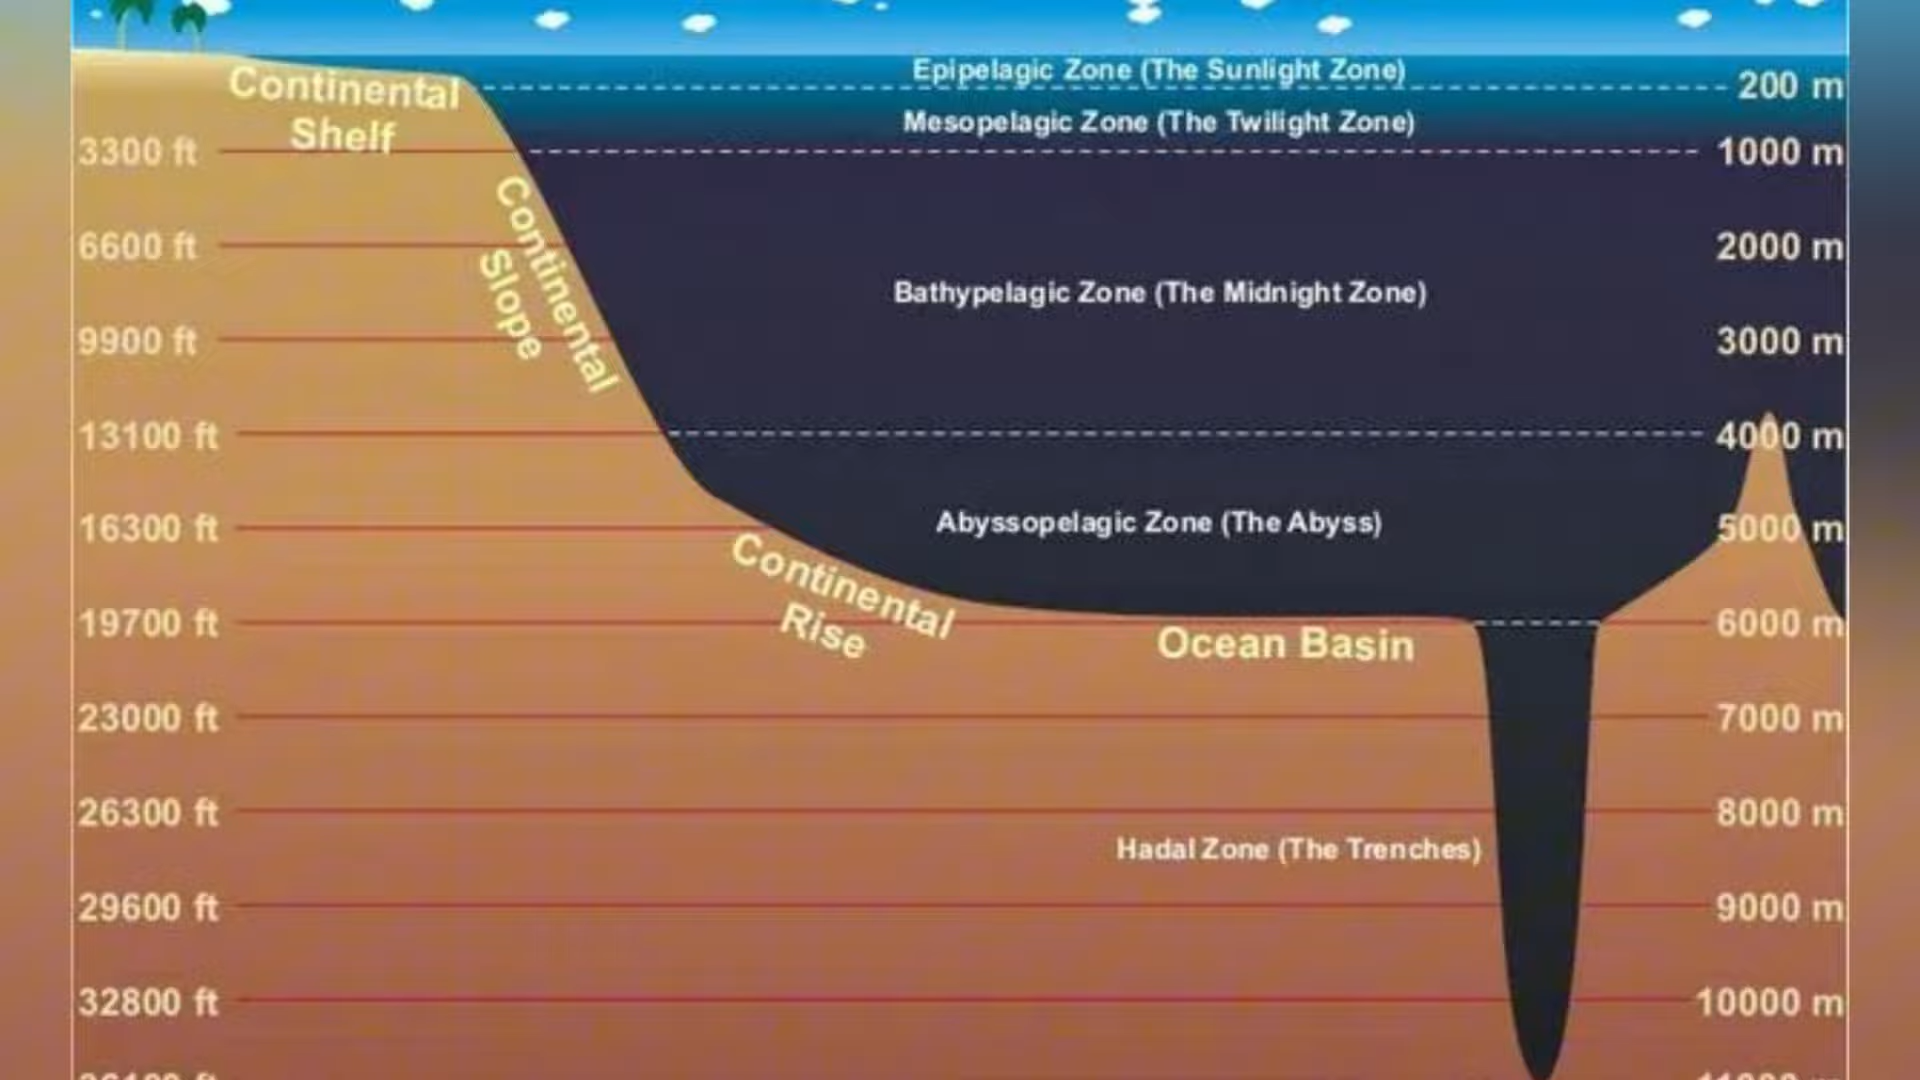 Epipelagic Zone (The Sunlight Zone)
200 m
Continental
Shelf
Mesopelagic Zone (The Twilight Zone)
3300 ft
1000 m
Continental
Slope
6600 ft
2000 m
Bathypelagic Zone (The Midnight Zone)
9900 ft
3000 m
13100 ft
4000 m
Abyssopelagic Zone (The Abyss)
16300 ft
5000 m
Continental
Rise
19700 ft
6000 m
Ocean Basin
23000 ft
7000 m
26300 ft
8000 m
Hadal Zone (The Trenches)
29600 ft
9000 m
32800 ft
10000 m